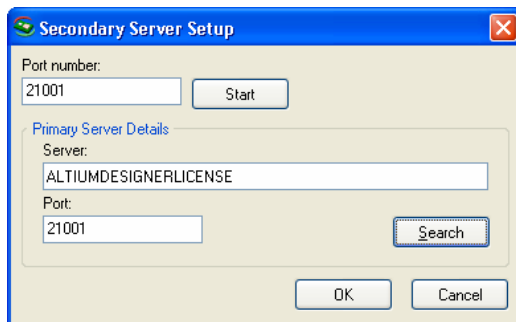 Secondary Server Setup
Port number:
21001
Start
Primary Server Details
Server:
ALTIUMDESIGNERLICENSE
Port:
21001
Search
OK
Cancel